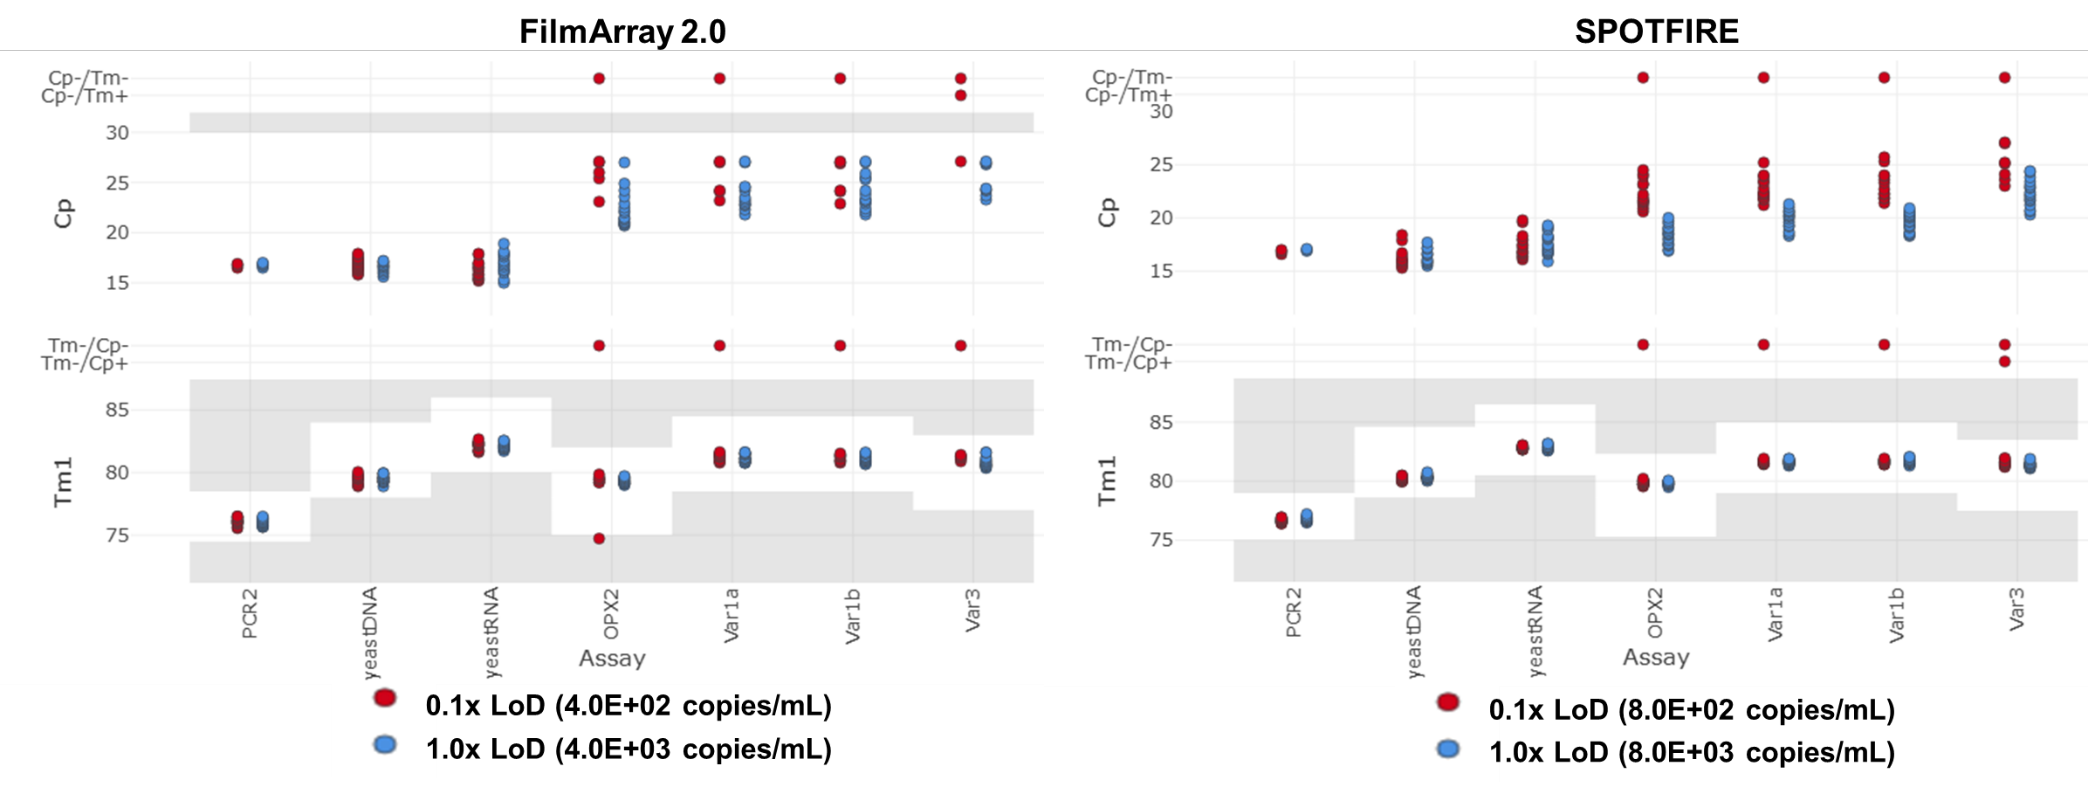 FilmArray 2.0
Cp-/Tm-
Cp-/Tm+
30
25
20
15
Cp
Tm-/Cp-
Tm-/Cp+
85
80
75
Tm1
PCR2
yeastDNA
yeastRNA
OPX2
Var1a
Var1b
Var3
Assay
0.1x LoD (4.0E+02 copies/mL)
1.0x LoD (4.0E+03 copies/mL)
SPOTFIRE
Cp-/Tm-
Cp-/Tm+
30
25
20
15
Cp
Tm-/Cp-
Tm-/Cp+
85
80
75
Tm1
PCR2
yeastDNA
yeastRNA
OPX2
Var1a
Var1b
Var3
Assay
0.1x LoD (8.0E+02 copies/mL)
1.0x LoD (8.0E+03 copies/mL)